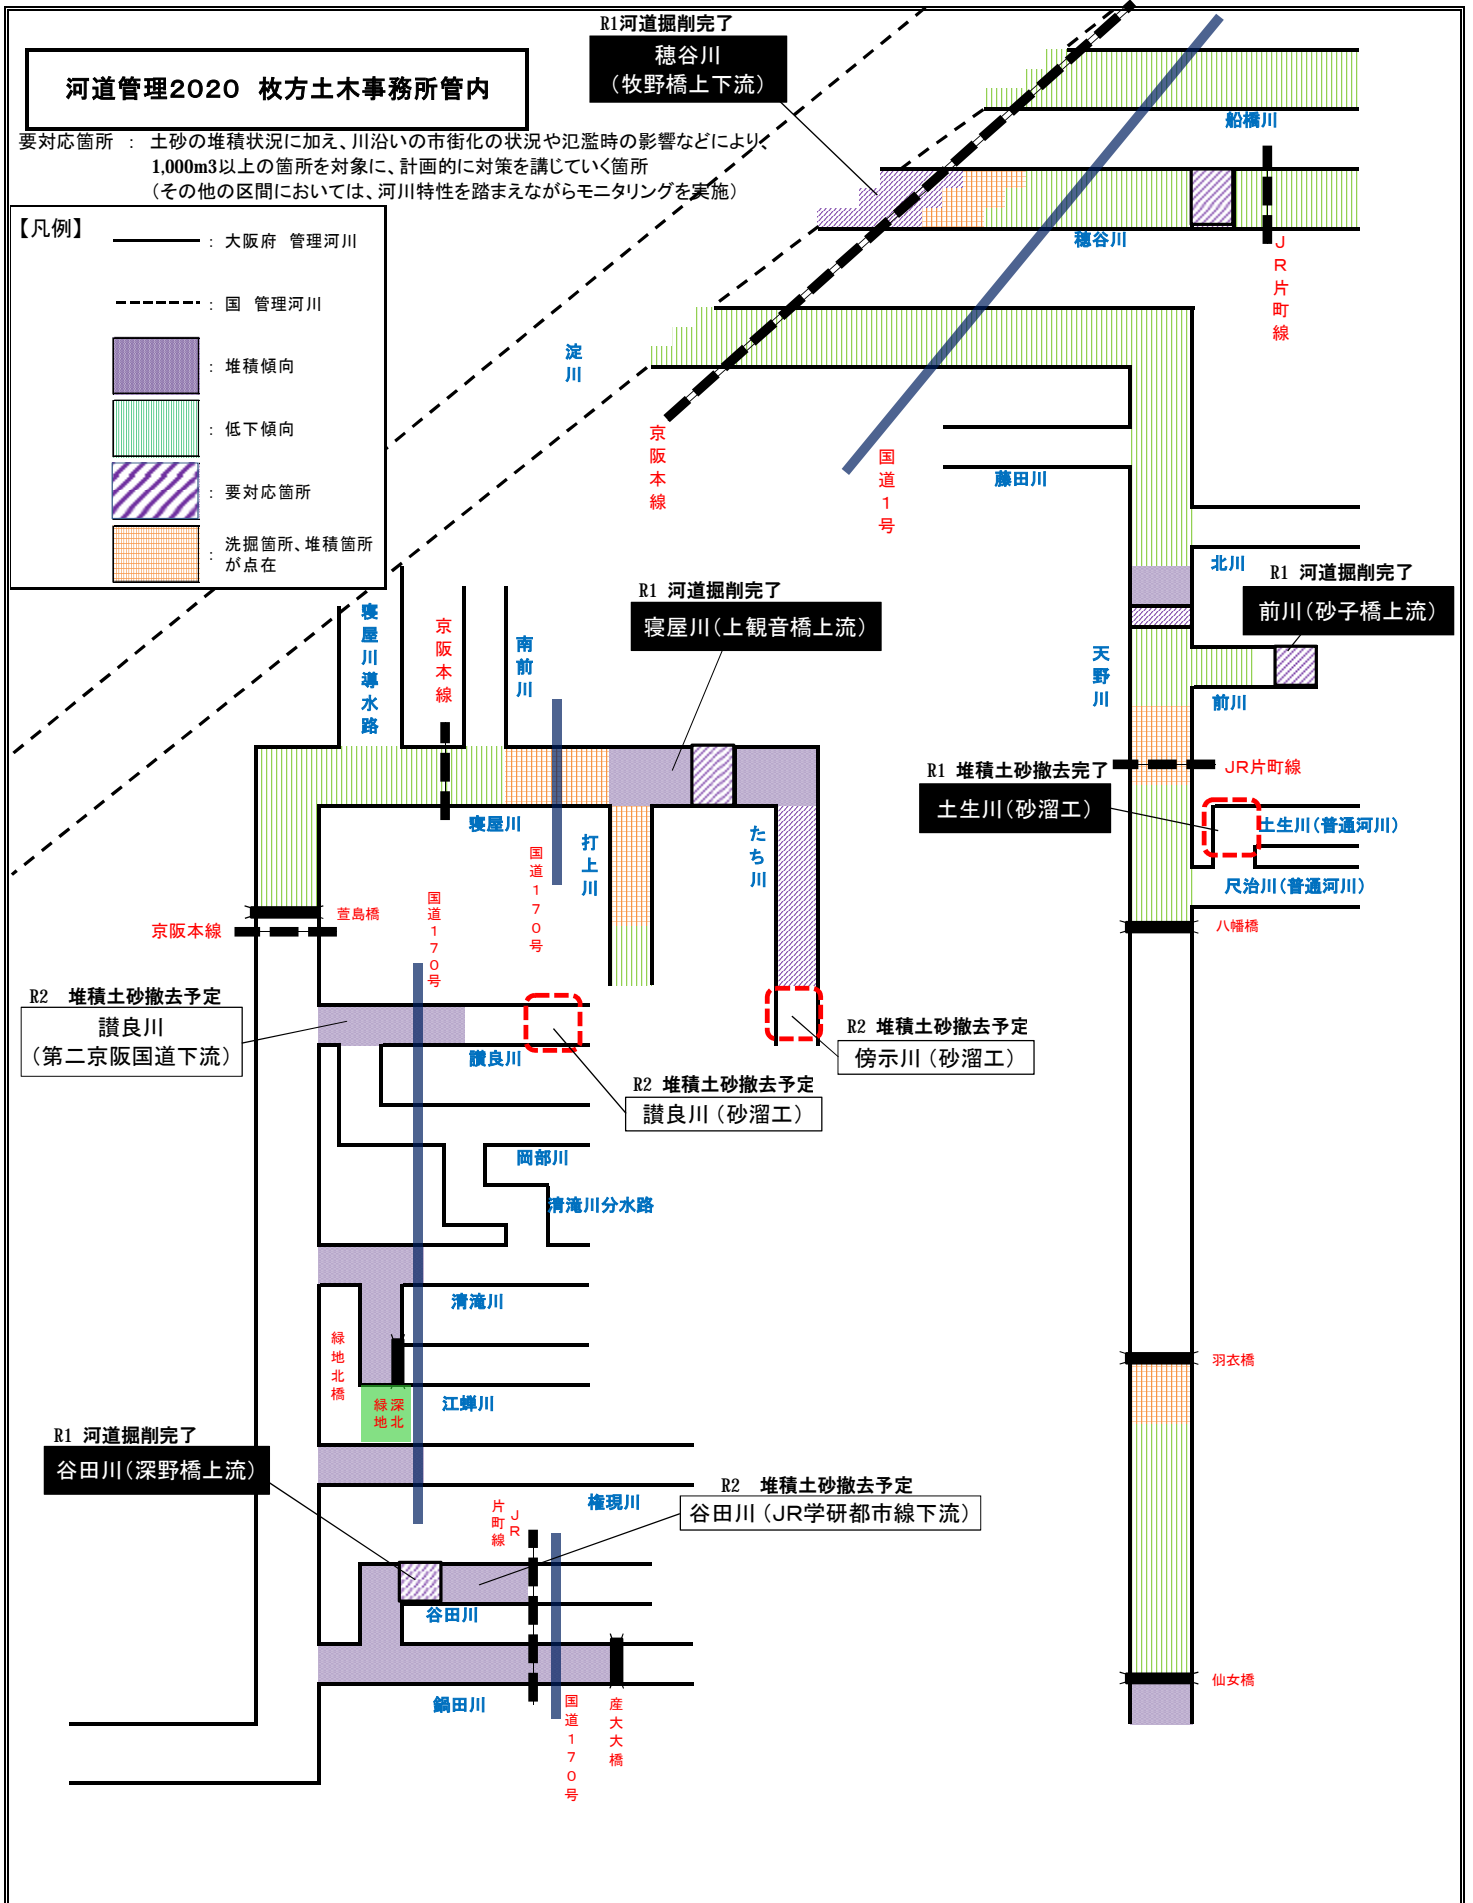 R1河道掘削完了
穂谷川
（牧野橋上下流）
河道管理2020 枚方土木事務所管内
要対応箇所 ： 土砂の堆積状況に加え、川沿いの市街化の状況や氾濫時の影響などにより、
1,000m3以上の箇所を対象に、計画的に対策を講じていく箇所
（その他の区間においては、河川特性を踏まえながらモニタリングを実施）
【凡例】
： 大阪府 管理河川
： 国 管理河川
： 堆積傾向
： 低下傾向
： 要対応箇所
： 洗掘箇所、堆積箇所
が点在
船橋川
穂谷川
JR片町線
淀川
京阪本線
国道1号
藤田川
北川
R1 河道掘削完了
前川（砂子橋上流）
R1 河道掘削完了
寝屋川（上観音橋上流）
寝屋川導水路
京阪本線
南前川
天野川
前川
JR片町線
R1 堆積土砂撤去完了
土生川（砂溜工）
土生川（普通河川）
尺治川（普通河川）
八幡橋
寝屋川
打上川
たち川
国道170号
国道170号
萱島橋
京阪本線
R2 堆積土砂撤去予定
讃良川
（第二京阪国道下流）
讃良川
R2 堆積土砂撤去予定
傍示川（砂溜工）
R2 堆積土砂撤去予定
讃良川（砂溜工）
岡部川
清滝川分水路
清滝川
緑地北橋
深北緑地
江蝉川
羽衣橋
R1 河道掘削完了
谷田川（深野橋上流）
権現川
R2 堆積土砂撤去予定
谷田川（JR学研都市線下流）
JR片町線
谷田川
鍋田川
国道170号
産大大橋
仙女橋